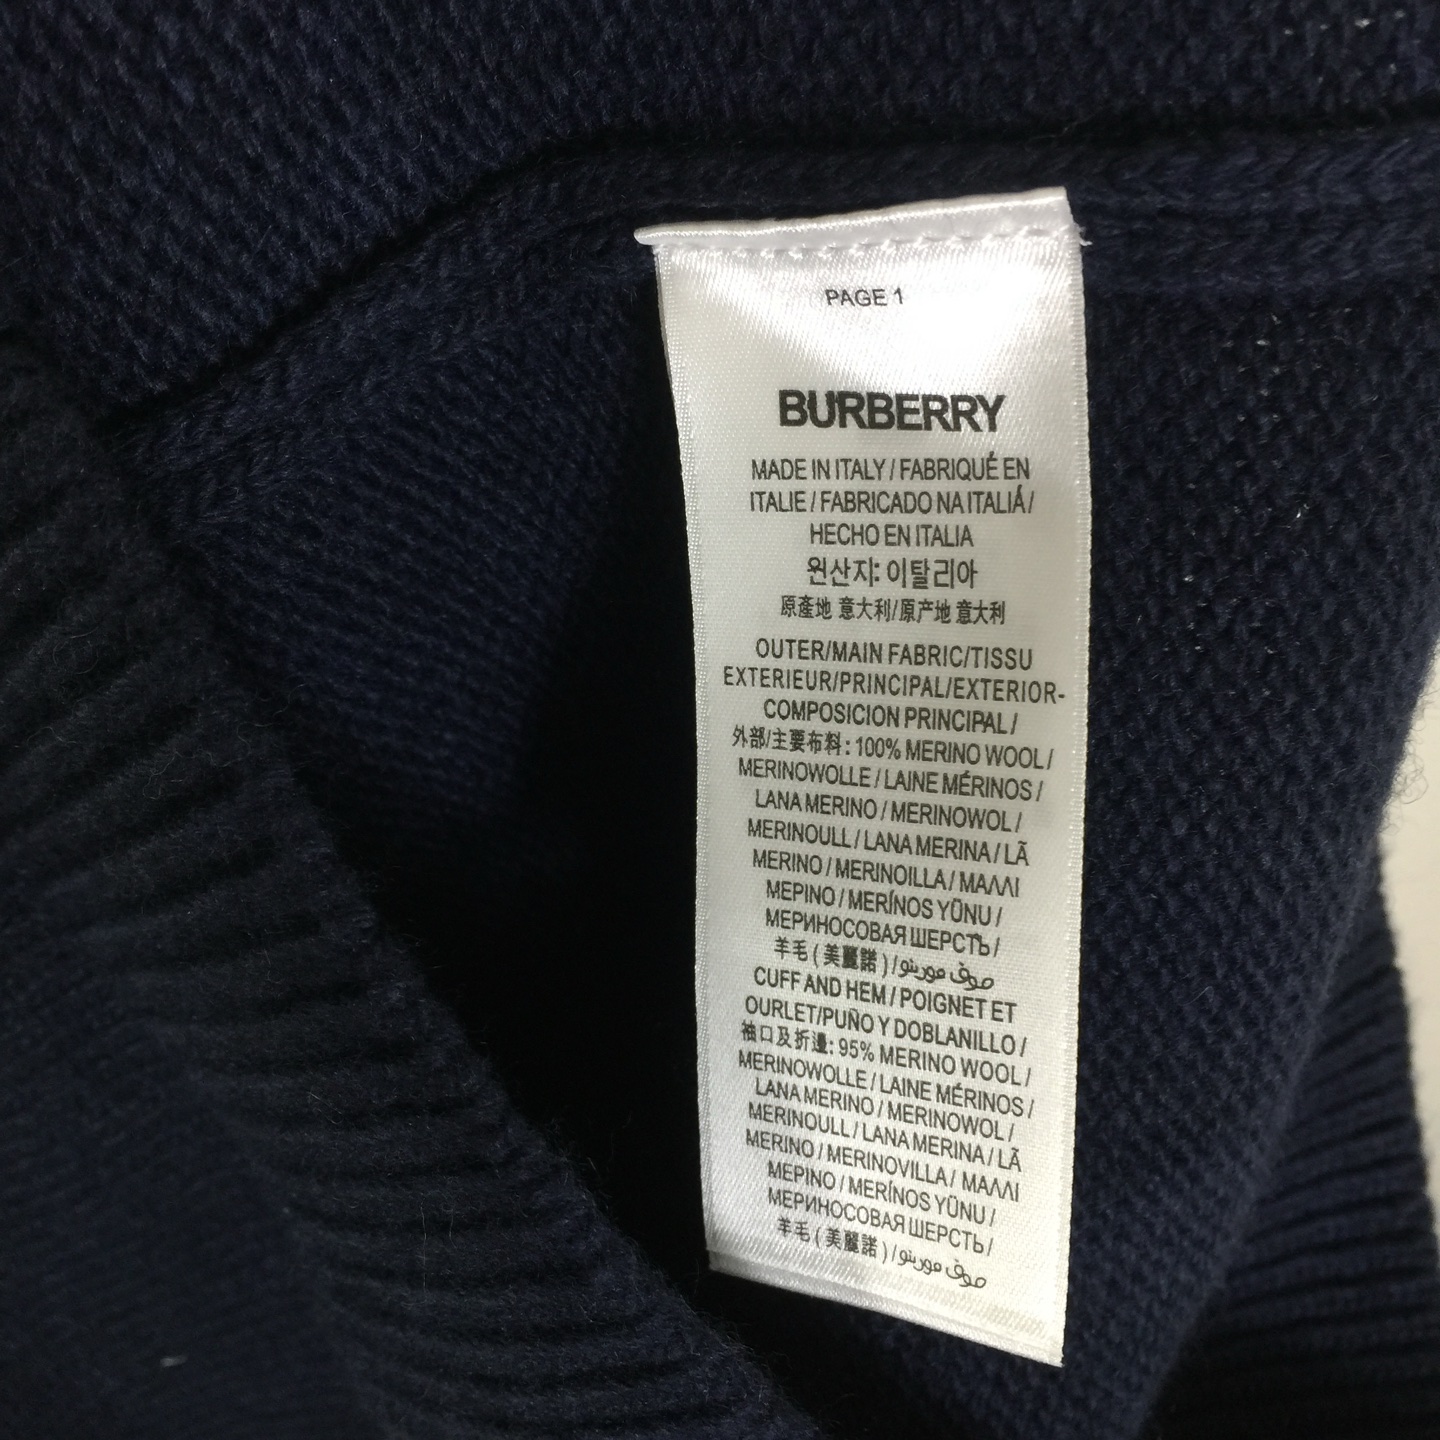 PAGE 1
BURBERRY
MADE IN ITALY / FABRIQUÉ EN
ITALIE / FABRICADO NA ITALIÁ /
HECHO EN ITALIA
원산지: 이탈리아
原產地 意大利/原产地 意大利
OUTER/MAIN FABRIC/TISSU
EXTERIEUR/PRINCIPAL/EXTERIOR-
COMPOSICION PRINCIPAL /
外部/主要布料: 100% MERINO WOOL /
MERINOWOLLE / LAINE MÉRINOS /
LANA MERINO / MERINOWOL /
MERINOULL / LANA MERINA / LÃ
MERINO / MERINOILLA / ΜΑΛΛΙ
ΜΕΡΙΝΟ / MERÍNOS YŪNU /
МЕРИНОСОВАЯ ШЕРСТЬ /
羊毛 ( 美麗諾 ) / صوف مورينو
CUFF AND HEM / POIGNET ET
OURLET/PUÑO Y DOBLANILLO /
袖口及折邊: 95% MERINO WOOL /
MERINOWOLLE / LAINE MÉRINOS /
LANA MERINO / MERINOWOL /
MERINOULL / LANA MERINA / LÃ
MERINO / MERINOVILLA / ΜΑΛΛΙ
ΜΕΡΙΝΟ / MERÍNOS YŪNU /
МЕРИНОСОВАЯ ШЕРСТЬ /
羊毛 ( 美麗諾 ) / صوف مورينو